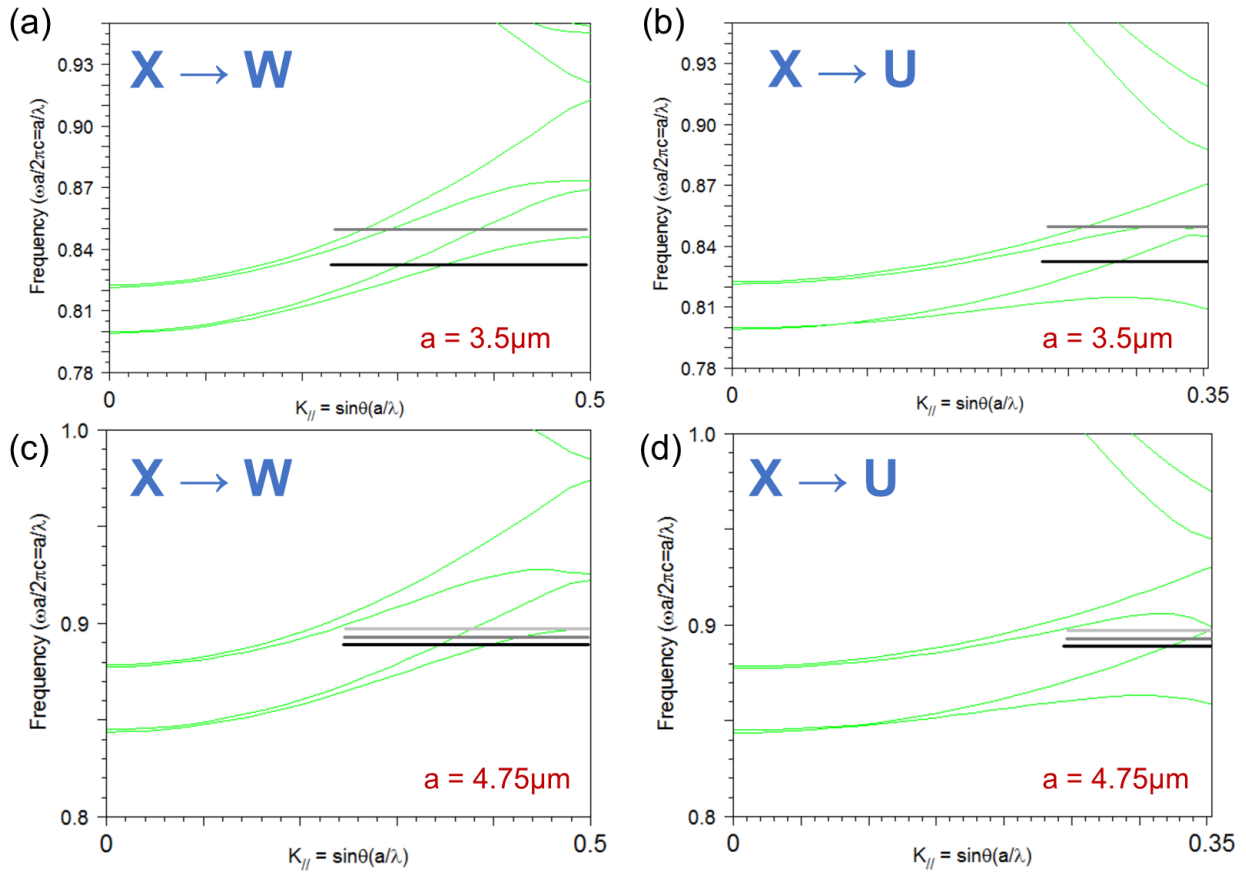 (a)
X → W
Frequency (ωa/2πc=a/λ)
0.93
0.90
0.87
0.84
0.81
0.78
a = 3.5µm
0
0.5
K// = sinθ(a/λ)
(b)
X → U
Frequency (ωa/2πc=a/λ)
0.93
0.90
0.87
0.84
0.81
0.78
a = 3.5µm
0
0.35
K// = sinθ(a/λ)
(c)
X → W
Frequency (ωa/2πc=a/λ)
1.0
0.9
0.8
a = 4.75µm
0
0.5
K// = sinθ(a/λ)
(d)
X → U
Frequency (ωa/2πc=a/λ)
1.0
0.9
0.8
a = 4.75µm
0
0.35
K// = sinθ(a/λ)